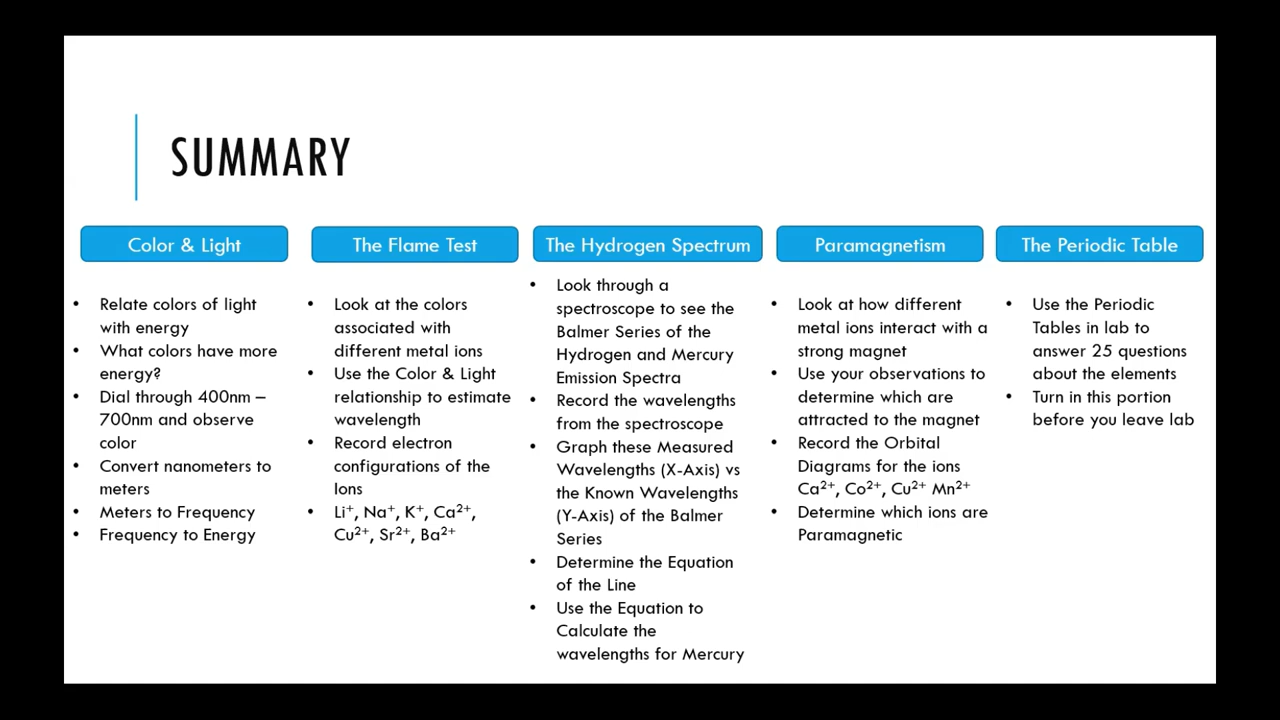 SUMMARY
Color & Light
Relate colors of light
with energy
• What colors have more
energy?
• Dial through 400nm –
700nm and observe
color
• Convert nanometers to
meters
• Meters to Frequency
• Frequency to Energy
The Flame Test
• Look at the colors
associated with
different metal ions
• Use the Color & Light
relationship to estimate
wavelength
• Record electron
configurations of the
Ions
• Li⁺, Na⁺, K⁺, Ca²⁺,
Cu²⁺, Sr²⁺, Ba²⁺
The Hydrogen Spectrum
• Look through a
spectroscope to see the
Balmer Series of the
Hydrogen and Mercury
Emission Spectra
• Record the wavelengths
from the spectroscope
• Graph these Measured
Wavelengths (X-Axis) vs
the Known Wavelengths
(Y-Axis) of the Balmer
Series
• Determine the Equation
of the Line
• Use the Equation to
Calculate the
wavelengths for Mercury
Paramagnetism
• Look at how different
metal ions interact with a
strong magnet
• Use your observations to
determine which are
attracted to the magnet
• Record the Orbital
Diagrams for the ions
Ca²⁺, Co²⁺, Cu²⁺ Mn²⁺
• Determine which ions are
Paramagnetic
The Periodic Table
• Use the Periodic
Tables in lab to
answer 25 questions
about the elements
• Turn in this portion
before you leave lab